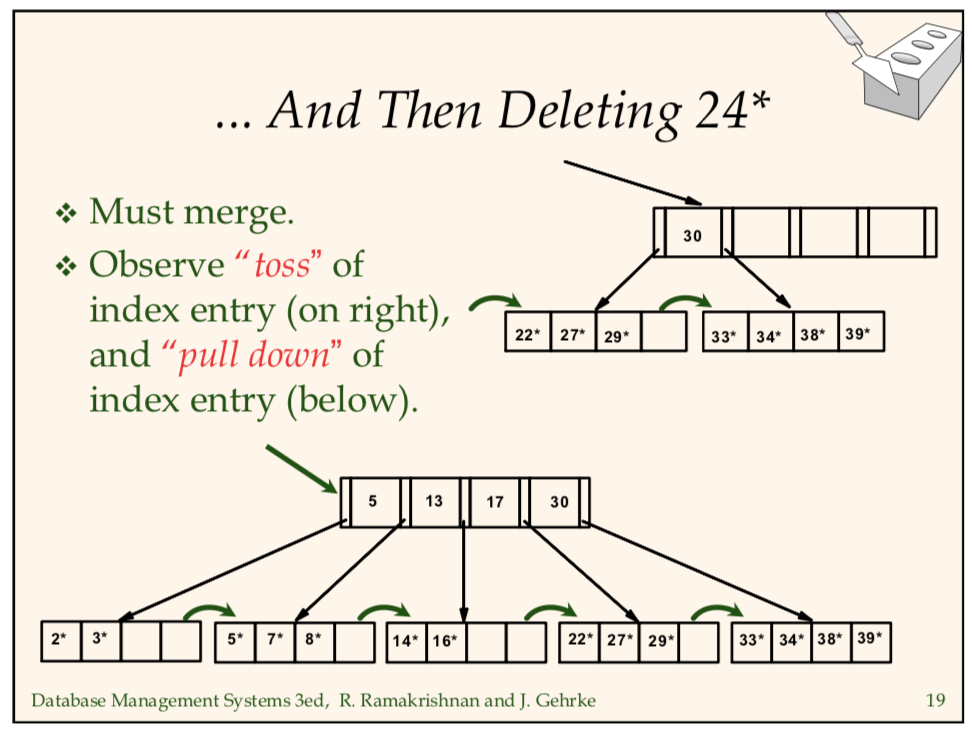 ... And Then Deleting 24*
❖ Must merge.
❖ Observe “toss” of
index entry (on right),
and “pull down” of
index entry (below).
30
22* 27* 29* 33* 34* 38* 39*
5 13 17 30
2* 3* 5* 7* 8* 14* 16* 22* 27* 29* 33* 34* 38* 39*
Database Management Systems 3ed, R. Ramakrishnan and J. Gehrke 19